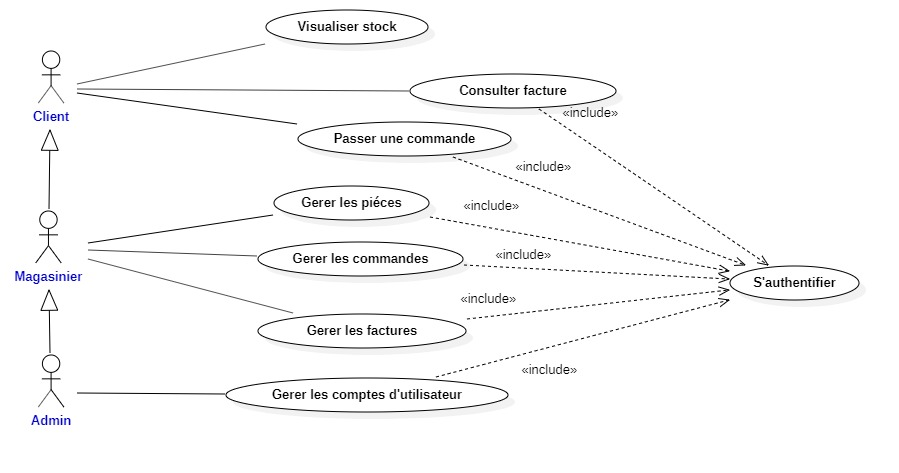 Visualiser stock
Consulter facture
«include»
Client
Passer une commande
«include»
Gerer les piéces
«include»
Gerer les commandes
«include»
Magasinier
S'authentifier
«include»
Gerer les factures
«include»
Gerer les comptes d'utilisateur
Admin